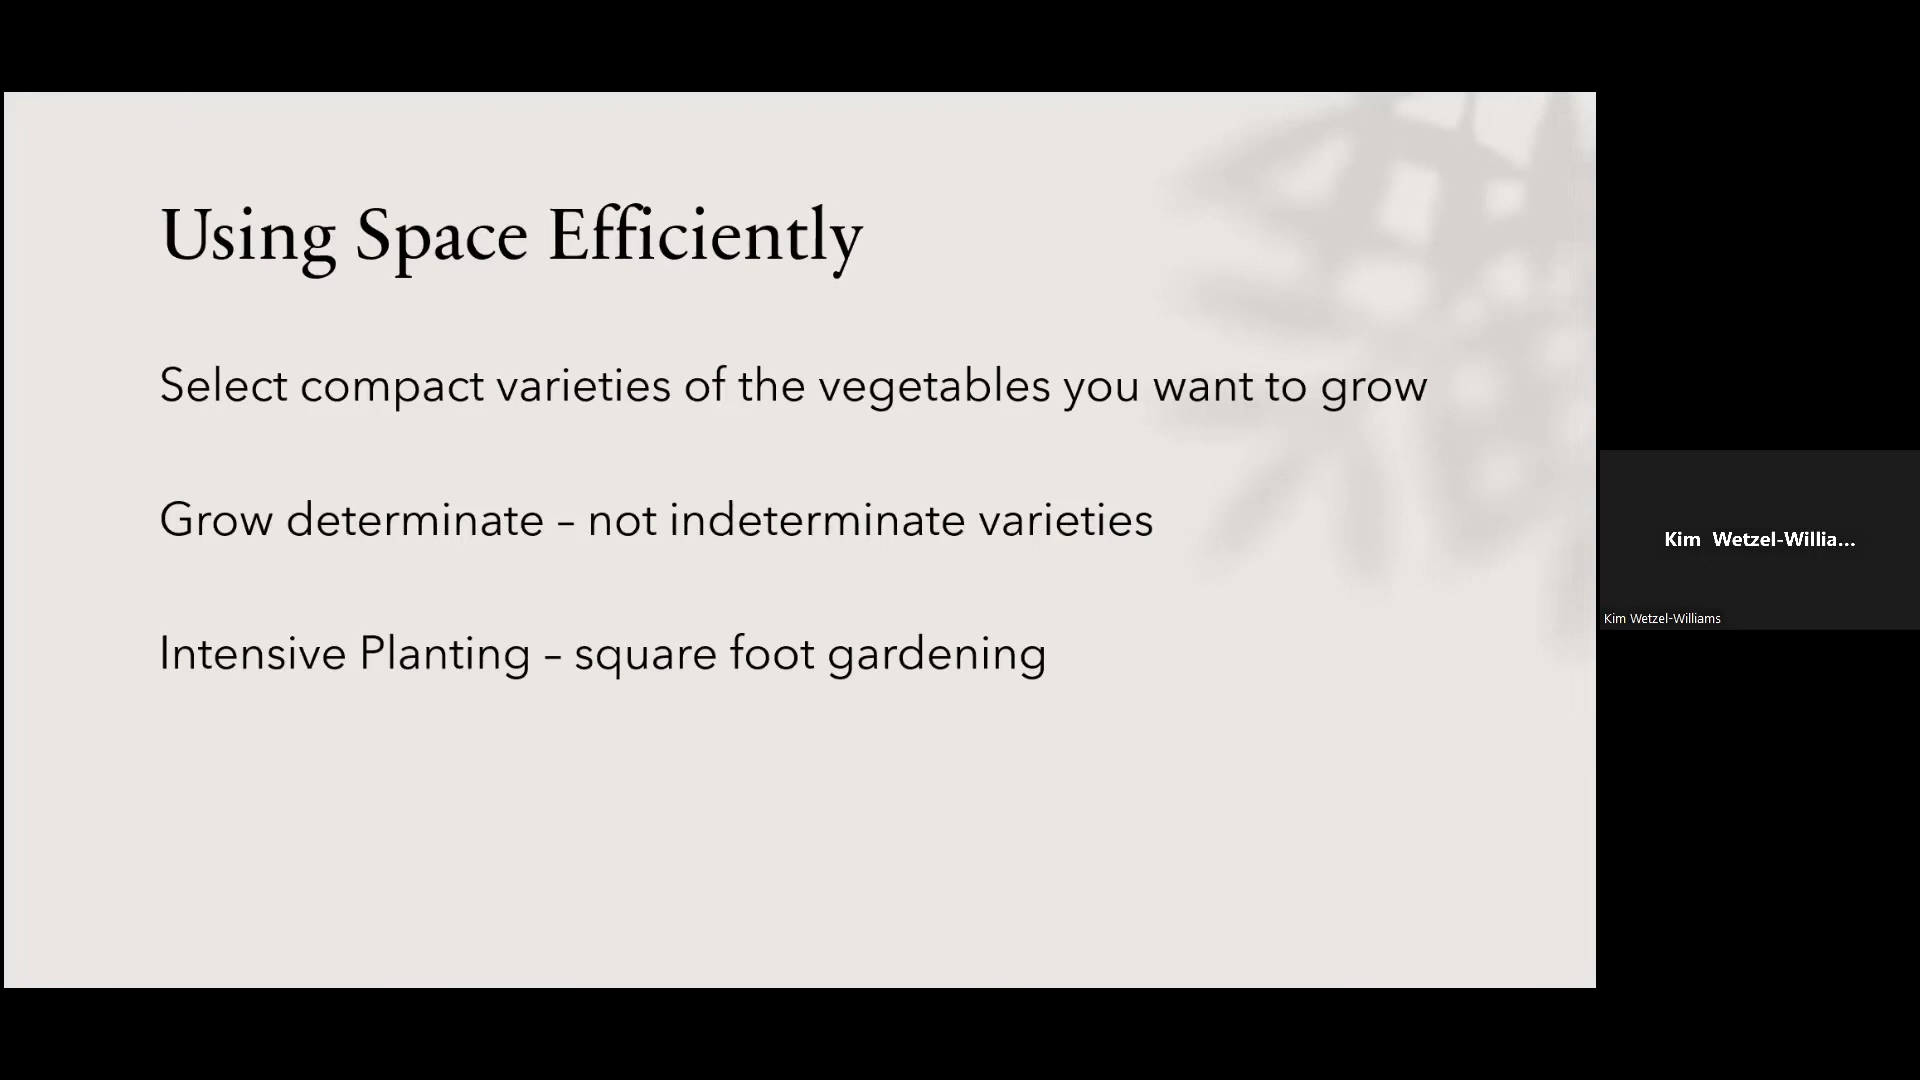 Using Space Efficiently
Select compact varieties of the vegetables you want to grow
Grow determinate – not indeterminate varieties
Intensive Planting – square foot gardening
Kim Wetzel-Willia...
Kim Wetzel-Williams